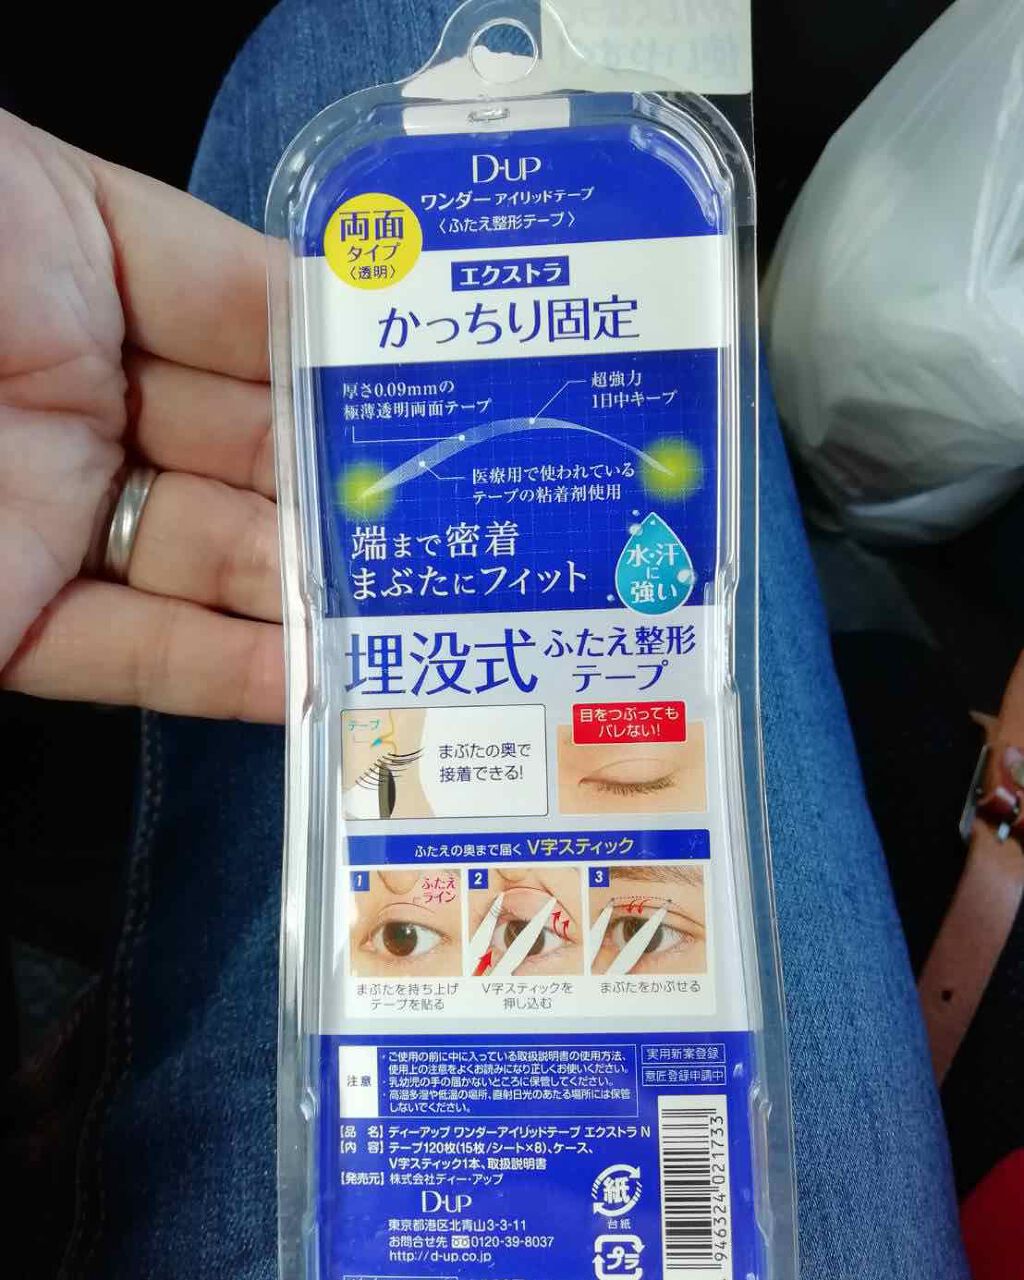 D-UP
ワンダー アイリッドテープ
〈ふたえ整形テープ〉
両面
タイプ
〈透明〉
エクストラ
かっちり固定
厚さ0.09mmの
極薄透明両面テープ
超強力
1日中キープ
医療用で使われている
テープの粘着剤使用
端まで密着
まぶたにフィット
水・汗
に
強い
埋没式 ふたえ整形
テープ
テープ
まぶたの奥で
接着できる!
目をつぶっても
バレない!
ふたえの奥まで届く V字スティック
1
ふたえ
ライン
2
3
まぶたを持ち上げ
テープを貼る
V字スティックを
押し込む
まぶたをかぶせる
注意
・ご使用の前に中に入っている取扱説明書の使用方法、
使用上の注意をよくお読みになり正しくお使いください。
・乳幼児の手の届かないところに保管してください。
・高温多湿や低温の場所、直射日光のあたる場所には保管
しないでください。
実用新案登録
意匠登録申請中
【品 名】ディーアップ ワンダーアイリッドテープ エクストラ N
【内 容】テープ120枚(15枚/シート×8)、ケース、
V字スティック1本、取扱説明書
【発売元】株式会社ディー・アップ
D-UP
東京都港区北青山3-3-11
お問合せ先 0120-39-8037
http://d-up.co.jp
紙
台紙
プラ
946324 021733